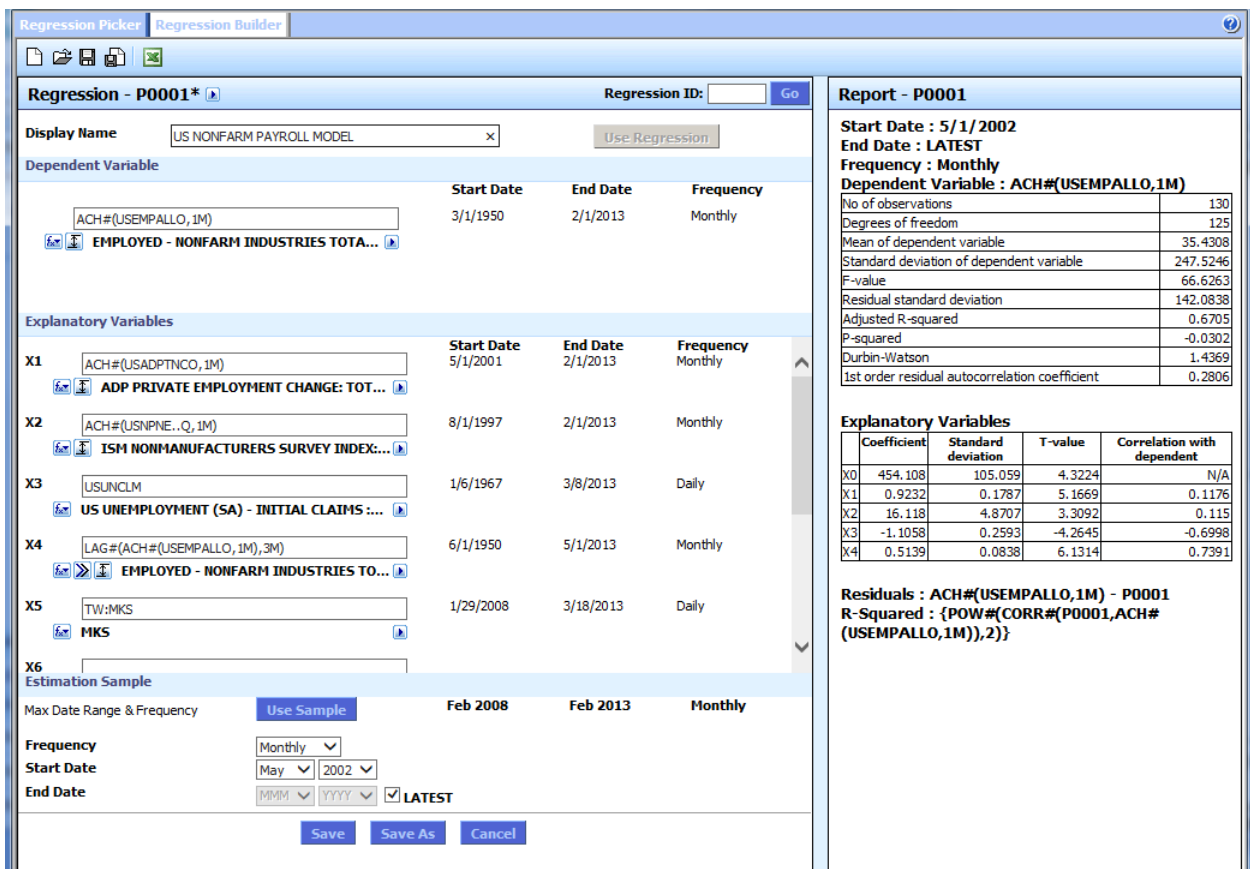 Regression Picker Regression Builder
Regression - P0001* Regression ID: Go
Display Name US NONFARM PAYROLL MODEL × Use Regression
Dependent Variable
Start Date End Date Frequency
ACH#(USEMPALLO,1M) 3/1/1950 2/1/2013 Monthly
EMPLOYED - NONFARM INDUSTRIES TOTA...
Explanatory Variables
Start Date End Date Frequency
X1 ACH#(USADPTNCO,1M) 5/1/2001 2/1/2013 Monthly
ADP PRIVATE EMPLOYMENT CHANGE: TOT...
X2 ACH#(USNPNE..Q,1M) 8/1/1997 2/1/2013 Monthly
ISM NONMANUFACTURERS SURVEY INDEX:...
X3 USUNCLM 1/6/1967 3/8/2013 Daily
US UNEMPLOYMENT (SA) - INITIAL CLAIMS :...
X4 LAG#(ACH#(USEMPALLO,1M),3M) 6/1/1950 5/1/2013 Monthly
EMPLOYED - NONFARM INDUSTRIES TO...
X5 TW:MKS 1/29/2008 3/18/2013 Daily
MKS
X6
Estimation Sample
Max Date Range & Frequency Use Sample Feb 2008 Feb 2013 Monthly
Frequency Monthly
Start Date May 2002
End Date MMM YYYY LATEST
Save Save As Cancel
Report - P0001
Start Date : 5/1/2002
End Date : LATEST
Frequency : Monthly
Dependent Variable : ACH#(USEMPALLO,1M)
No of observations 130
Degrees of freedom 125
Mean of dependent variable 35.4308
Standard deviation of dependent variable 247.5246
F-value 66.6263
Residual standard deviation 142.0838
Adjusted R-squared 0.6705
P-squared -0.0302
Durbin-Watson 1.4369
1st order residual autocorrelation coefficient 0.2806
Explanatory Variables
Coefficient Standard deviation T-value Correlation with dependent
X0 454.108 105.059 4.3224 N/A
X1 0.9232 0.1787 5.1669 0.1176
X2 16.118 4.8707 3.3092 0.115
X3 -1.1058 0.2593 -4.2645 -0.6998
X4 0.5139 0.0838 6.1314 0.7391
Residuals : ACH#(USEMPALLO,1M) - P0001
R-Squared : {POW#(CORR#(P0001,ACH#
(USEMPALLO,1M)),2)}